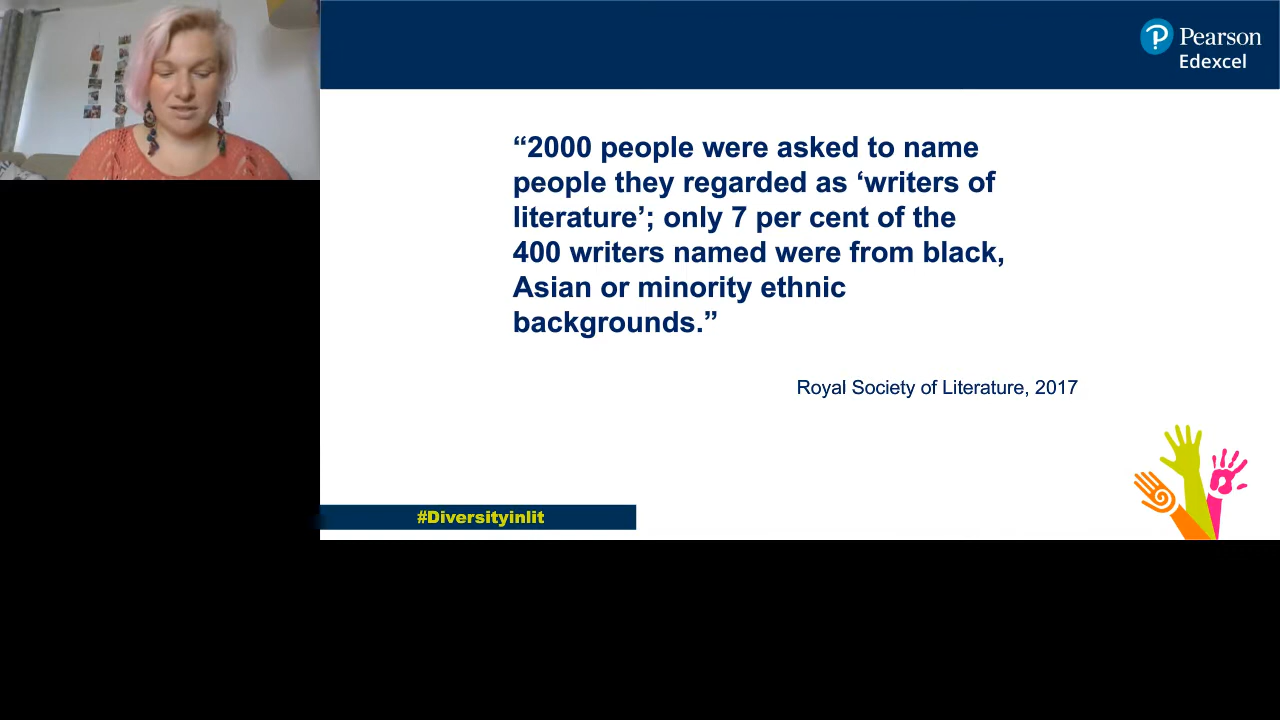 Pearson
Edexcel
“2000 people were asked to name
people they regarded as ‘writers of
literature’; only 7 per cent of the
400 writers named were from black,
Asian or minority ethnic
backgrounds.”
Royal Society of Literature, 2017
#Diversityinlit